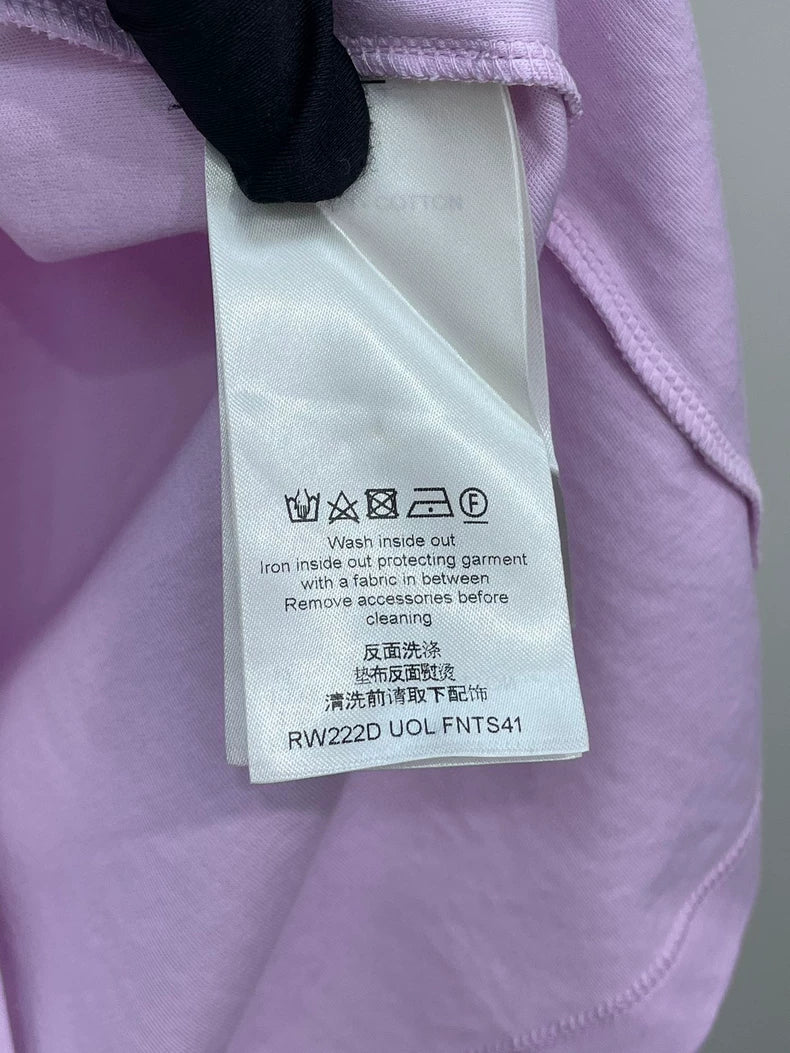 COTTON
F
Wash inside out
Iron inside out protecting garment
with a fabric in between
Remove accessories before
cleaning
反面洗涤
垫布反面熨烫
清洗前请取下配饰
RW222D UOL FNTS41